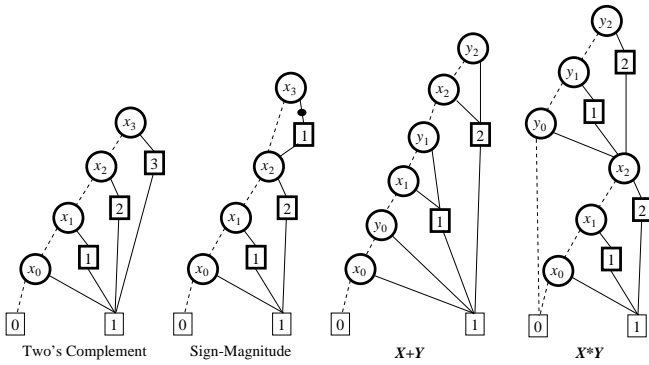 y2
x2
y1
x1
y0
x0
2
1
0
1
X+Y
x3
x2
x1
x0
3
2
1
0
1
Two's Complement
x3
1
x2
2
x1
1
x0
0
1
Sign-Magnitude
y2
2
y1
1
y0
x2
2
x1
1
x0
0
1
X*Y